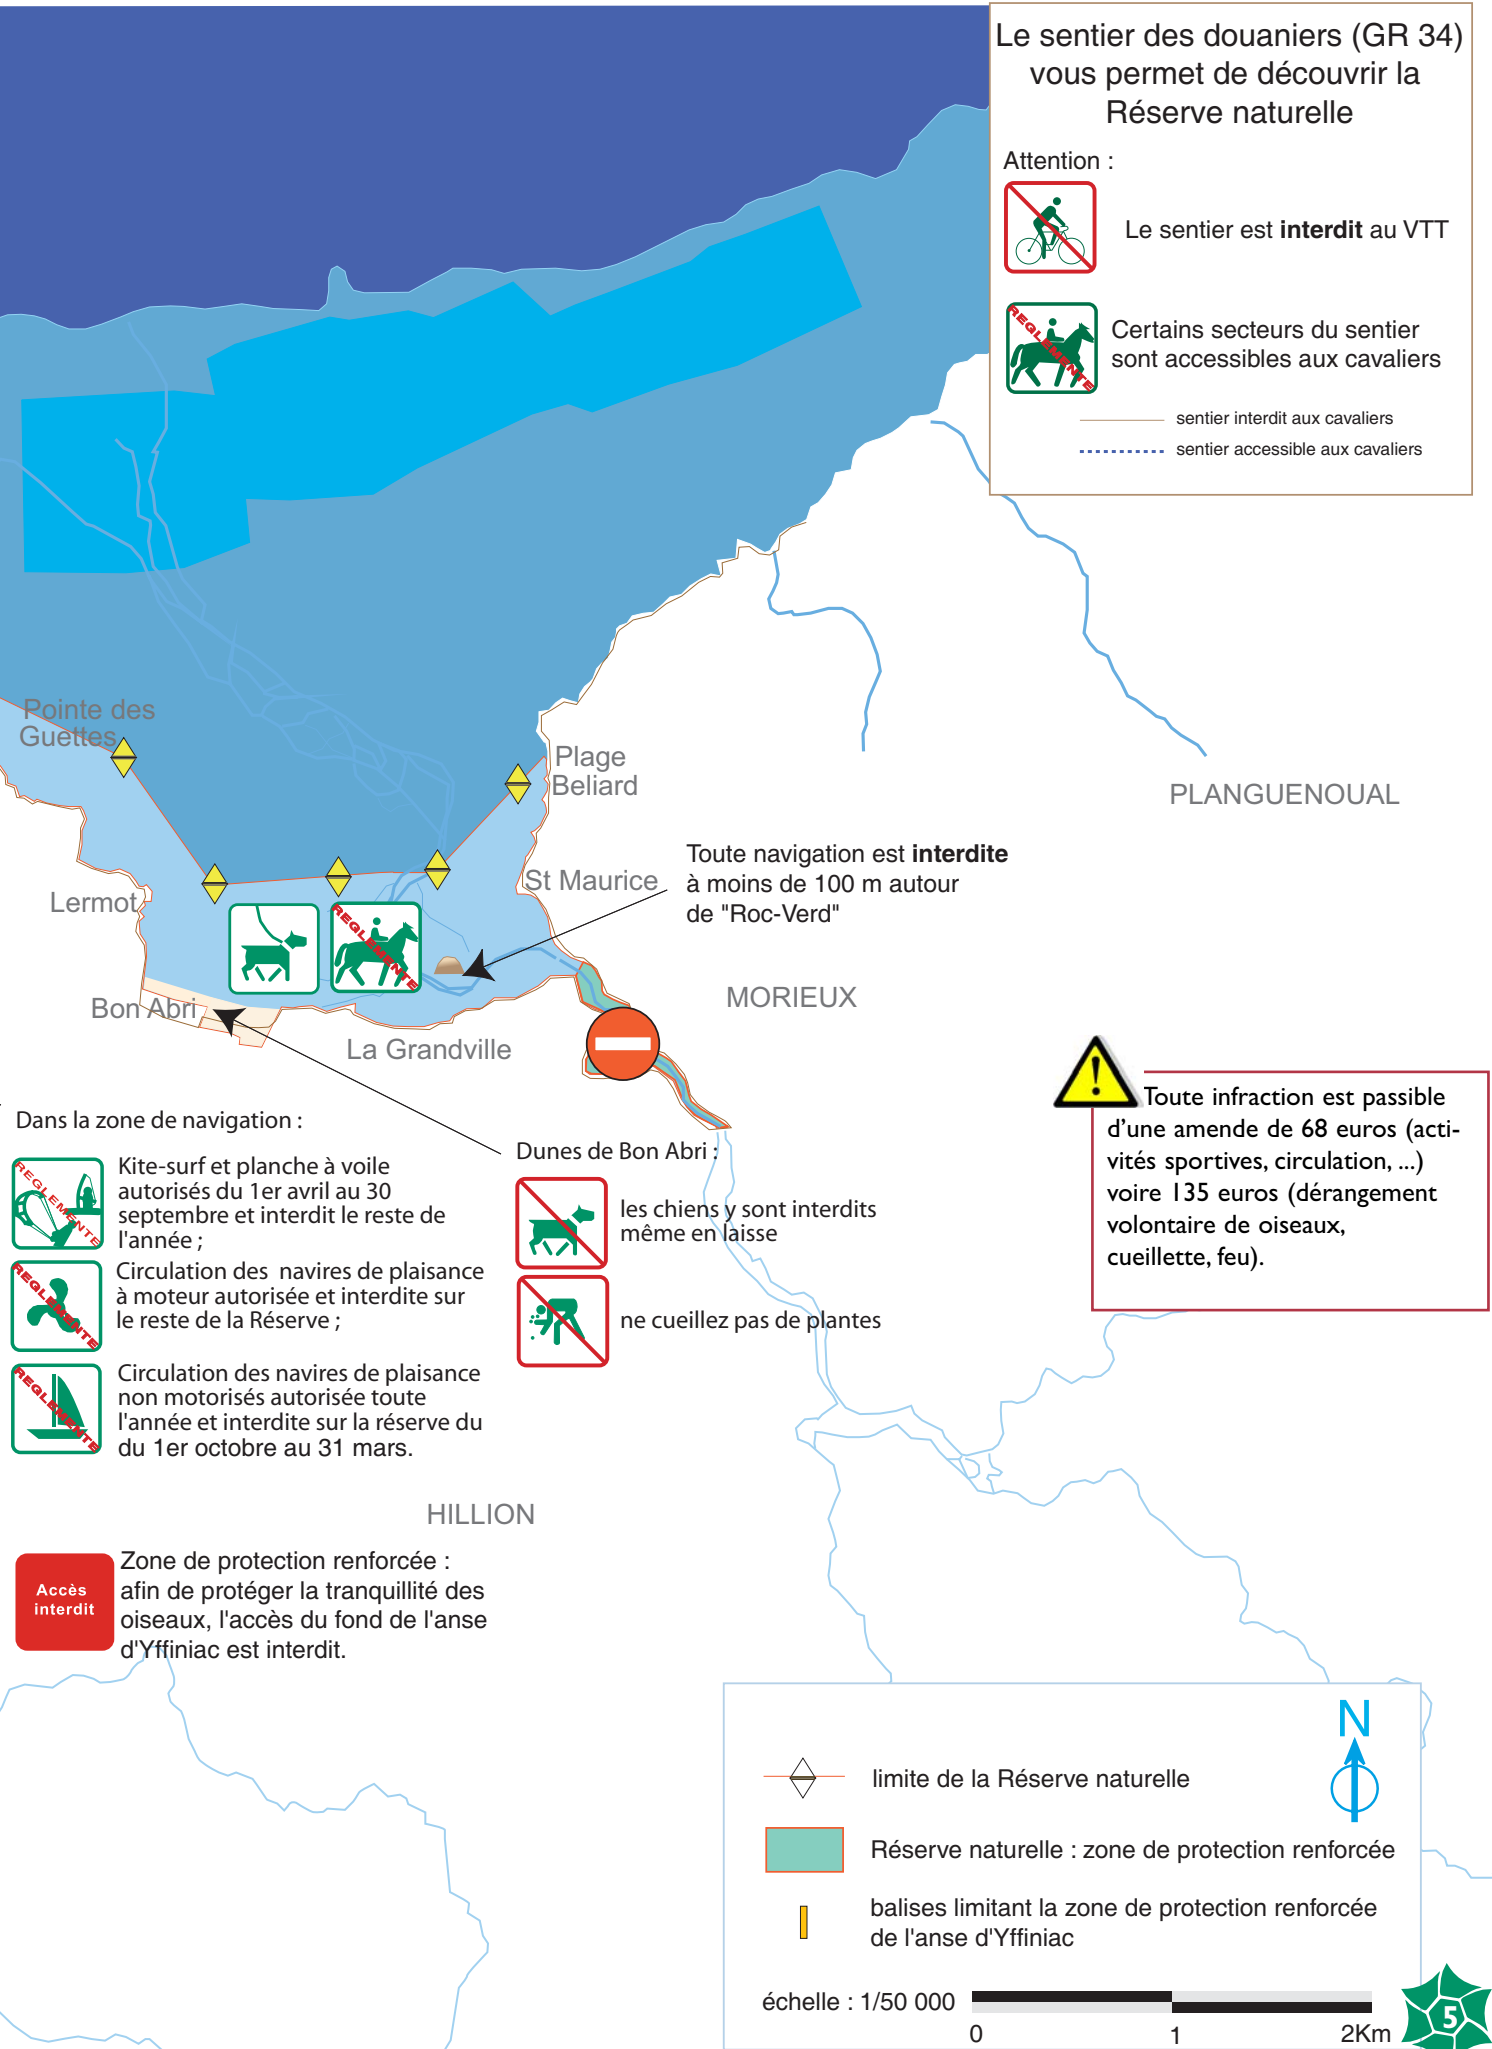 Le sentier des douaniers (GR 34)
vous permet de découvrir la
Réserve naturelle
Attention :
Le sentier est interdit au VTT
REGLEMENTE
Certains secteurs du sentier
sont accessibles aux cavaliers
sentier interdit aux cavaliers
sentier accessible aux cavaliers
Pointe des
Guettes
Plage
Beliard
PLANGUENOUAL
Toute navigation est interdite
à moins de 100 m autour
de "Roc-Verd"
St Maurice
Lermot
REGLEMENTE
Bon Abri
MORIEUX
La Grandville
Toute infraction est passible
d'une amende de 68 euros (acti-
vités sportives, circulation, ...)
voire 135 euros (dérangement
volontaire de oiseaux,
cueillette, feu).
Dans la zone de navigation :
REGLEMENTE
Kite-surf et planche à voile
autorisés du 1er avril au 30
septembre et interdit le reste de
l'année ;
REGLEMENTE
Circulation des navires de plaisance
à moteur autorisée et interdite sur
le reste de la Réserve ;
REGLEMENTE
Circulation des navires de plaisance
non motorisés autorisée toute
l'année et interdite sur la réserve du
du 1er octobre au 31 mars.
Dunes de Bon Abri :
les chiens y sont interdits
même en laisse
ne cueillez pas de plantes
HILLION
Accès
interdit
Zone de protection renforcée :
afin de protéger la tranquillité des
oiseaux, l'accès du fond de l'anse
d'Yffiniac est interdit.
N
limite de la Réserve naturelle
Réserve naturelle : zone de protection renforcée
balises limitant la zone de protection renforcée
de l'anse d'Yffiniac
échelle : 1/50 000
0 1 2Km
5